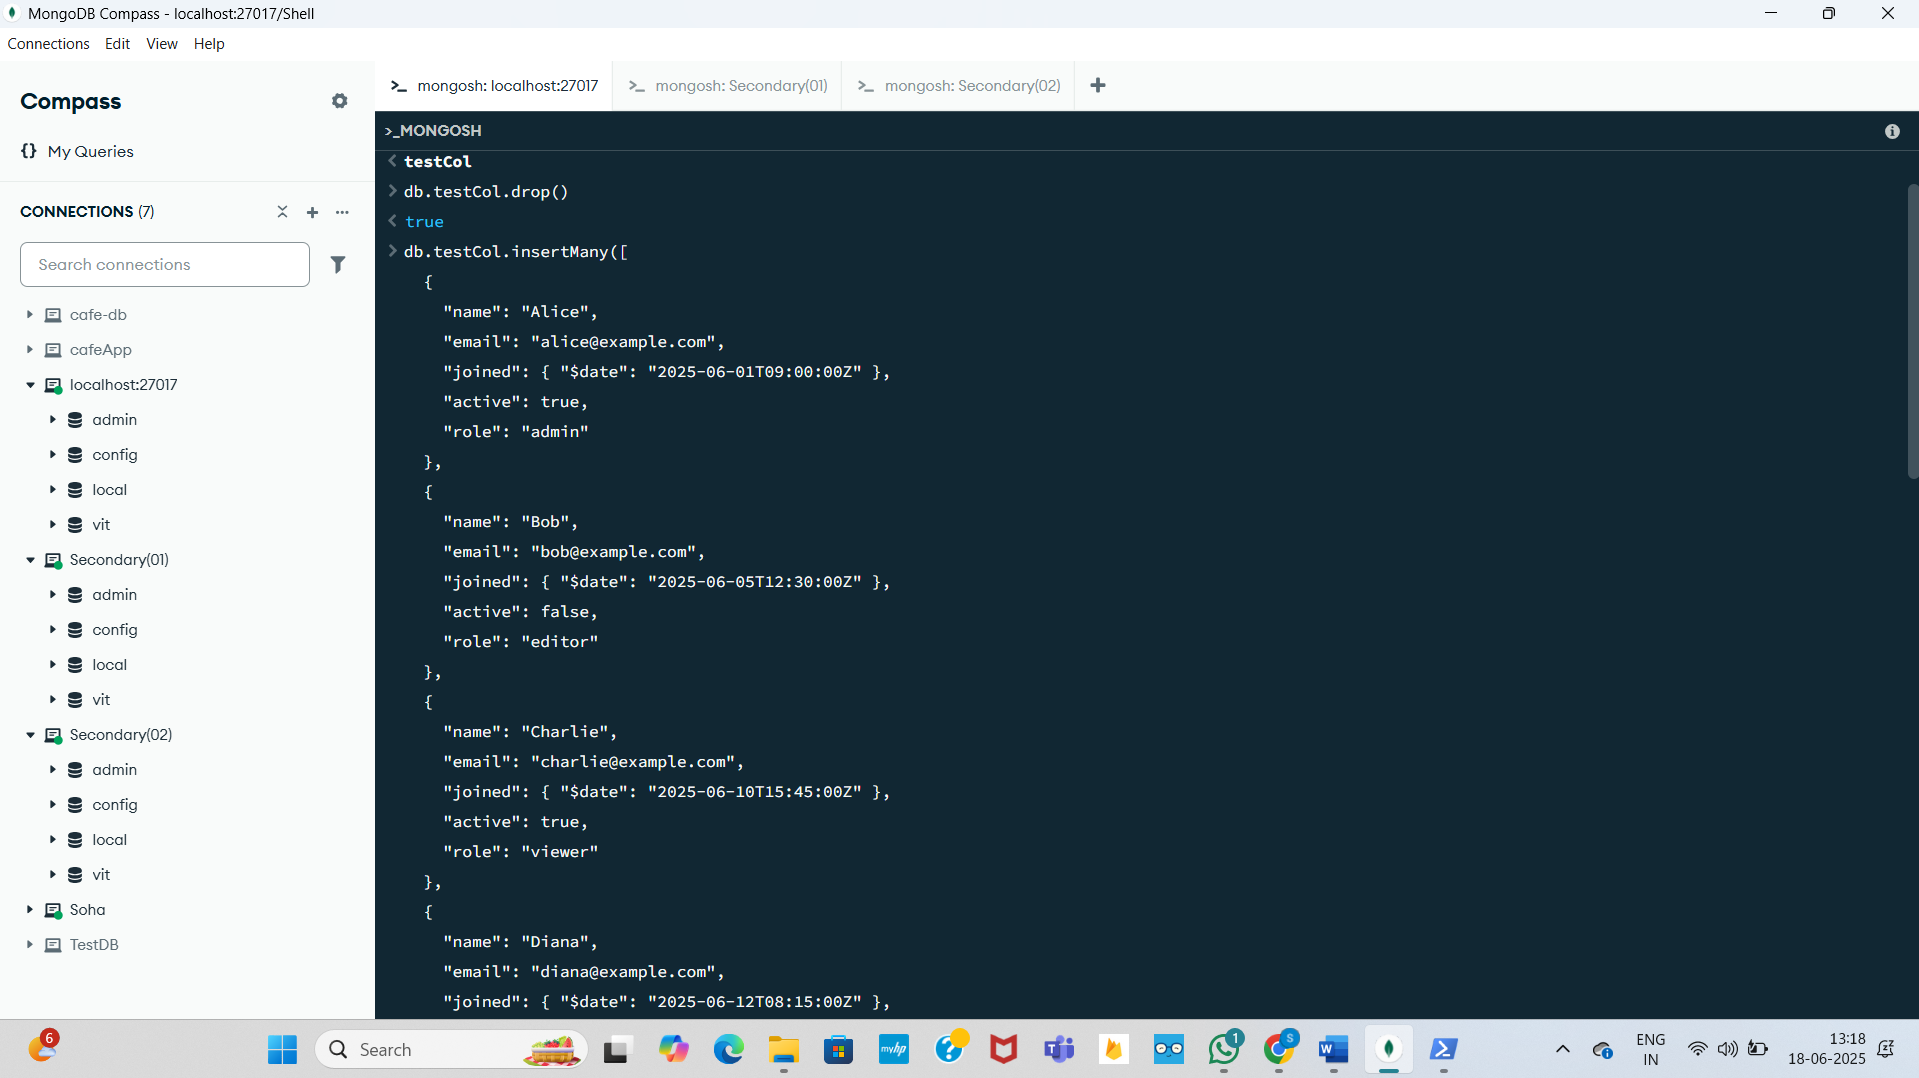 MongoDB Compass - localhost:27017/Shell
Connections Edit View Help
Compass
{} My Queries
CONNECTIONS (7)
Search connections
cafe-db
cafeApp
localhost:27017
admin
config
local
vit
Secondary(01)
admin
config
local
vit
Secondary(02)
admin
config
local
vit
Soha
TestDB
>_ mongosh: localhost:27017
>_ mongosh: Secondary(01)
>_ mongosh: Secondary(02)
>_MONGOSH
< testCol
> db.testCol.drop()
< true
> db.testCol.insertMany([
{
"name": "Alice",
"email": "alice@example.com",
"joined": { "$date": "2025-06-01T09:00:00Z" },
"active": true,
"role": "admin"
},
{
"name": "Bob",
"email": "bob@example.com",
"joined": { "$date": "2025-06-05T12:30:00Z" },
"active": false,
"role": "editor"
},
{
"name": "Charlie",
"email": "charlie@example.com",
"joined": { "$date": "2025-06-10T15:45:00Z" },
"active": true,
"role": "viewer"
},
{
"name": "Diana",
"email": "diana@example.com",
"joined": { "$date": "2025-06-12T08:15:00Z" },
6
Search
myhp
1
S
W
ENG
IN
13:18
18-06-2025